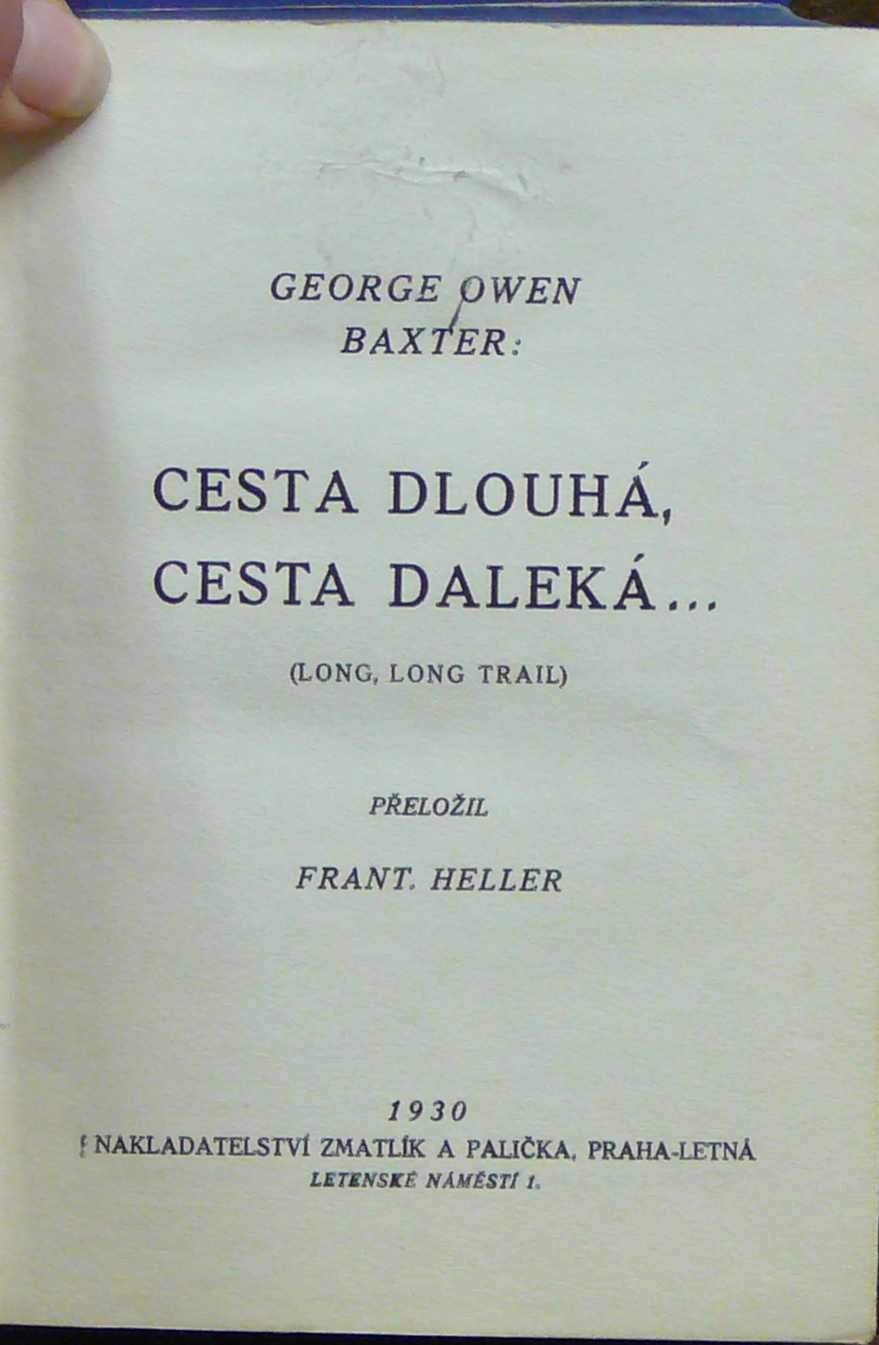 GEORGE OWEN
BAXTER:
CESTA DLOUHÁ,
CESTA DALEKÁ...
(LONG, LONG TRAIL)
PŘELOŽIL
FRANT. HELLER
1930
NAKLADATELSTVÍ ZMATLÍK A PALIČKA, PRAHA-LETNÁ
LETENSKÉ NÁMĚSTÍ 1.